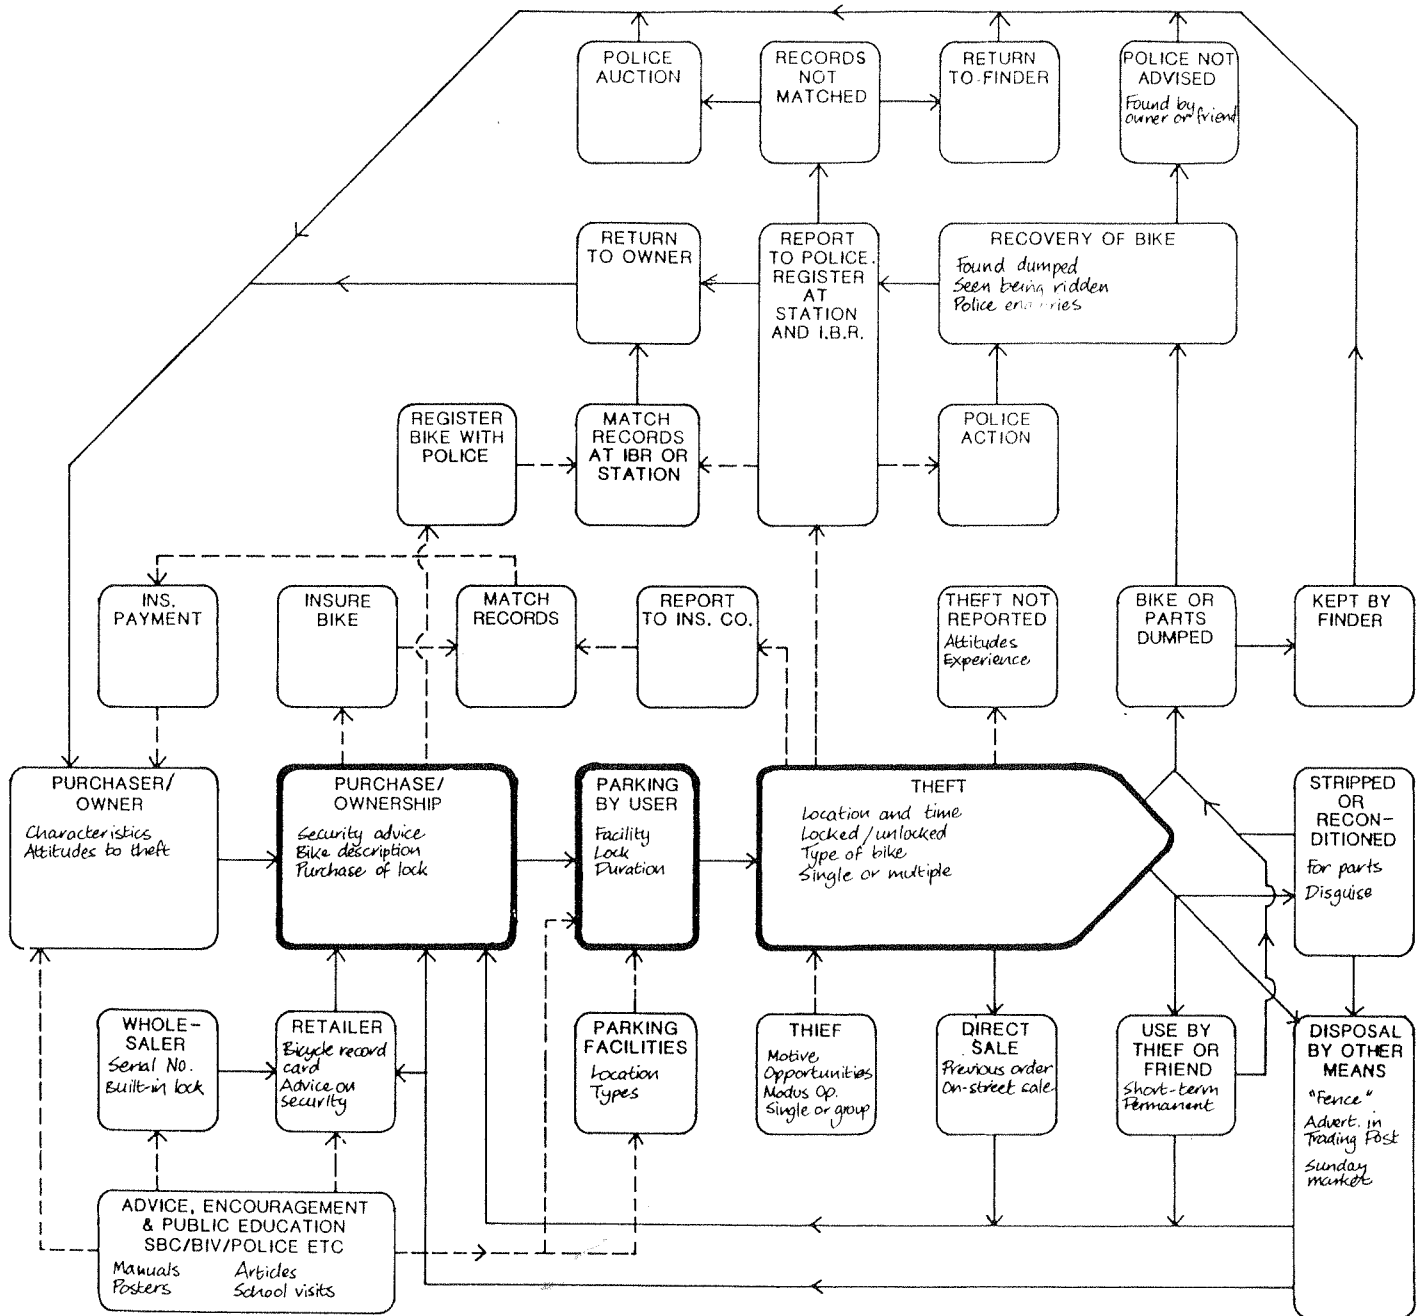 POLICE
AUCTION
RECORDS
NOT
MATCHED
RETURN
TO FINDER
POLICE NOT
ADVISED
Found by
owner or friend
RETURN
TO OWNER
REPORT
TO POLICE.
REGISTER
AT
STATION
AND I.B.R.
RECOVERY OF BIKE
Found dumped
Seen being ridden
Police
REGISTER
BIKE WITH
POLICE
MATCH
RECORDS
AT IBR OR
STATION
POLICE
ACTION
INS.
PAYMENT
INSURE
BIKE
MATCH
RECORDS
REPORT
TO INS. CO.
THEFT NOT
REPORTED
Attitudes
Experience
BIKE OR
PARTS
DUMPED
KEPT BY
FINDER
PURCHASER/
OWNER
Characteristics
Attitudes to theft
PURCHASE/
OWNERSHIP
Security advice
Bike description
Purchase of lock
PARKING
BY USER
Facility
Lock
Duration
THEFT
Location and time
Locked/unlocked
Type of bike
Single or multiple
STRIPPED
OR
RECON-
DITIONED
For parts
Disguise
WHOLE-
SALER
Serial No.
Built-in lock
RETAILER
Bicycle record
card
Advice on
security
PARKING
FACILITIES
Location
Types
THIEF
Motive
Opportunities
Modus Op.
Single or group
DIRECT
SALE
Previous order
On-street sale
USE BY
THIEF OR
FRIEND
Short-term
Permanent
DISPOSAL
BY OTHER
MEANS
"Fence"
Advert. in
Trading Post
Sunday
market
ADVICE, ENCOURAGEMENT
& PUBLIC EDUCATION
SBC/BIV/POLICE ETC
Manuals Articles
Posters School visits